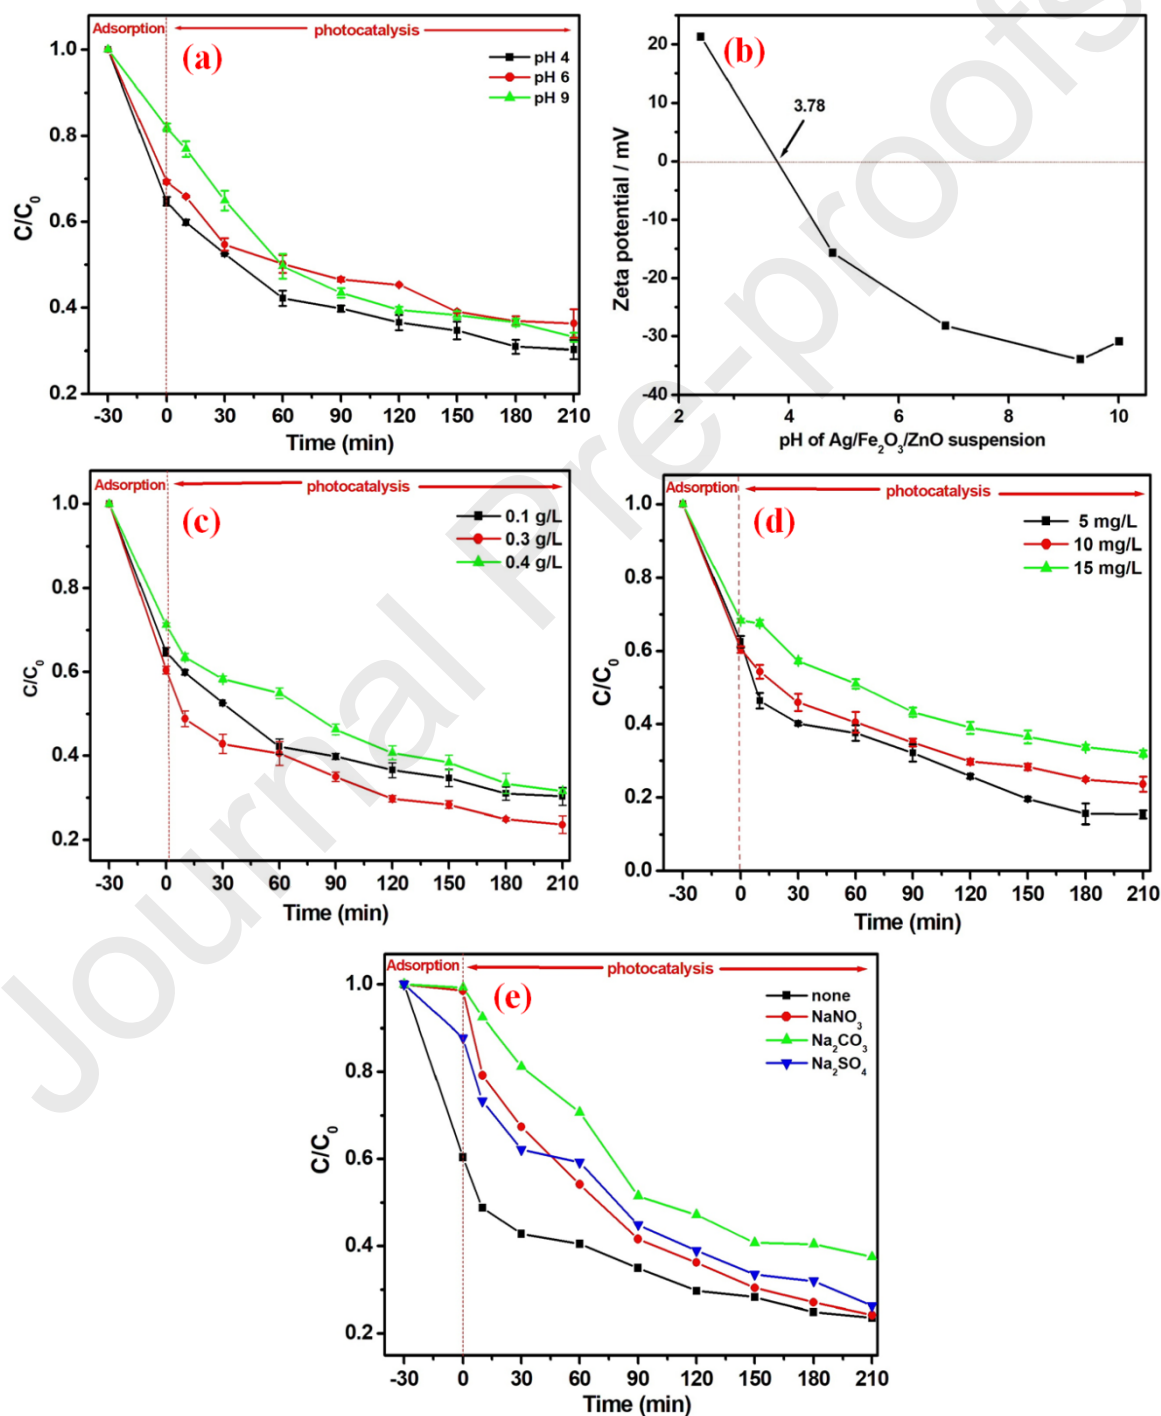 Adsorption photocatalysis
(a)
pH 4
pH 6
pH 9
C/C₀
1.0
0.8
0.6
0.4
0.2
-30 0 30 60 90 120 150 180 210
Time (min)
(b)
3.78
Zeta potential / mV
20
10
0
-10
-20
-30
-40
2 4 6 8 10
pH of Ag/Fe₂O₃/ZnO suspension
Adsorption photocatalysis
(c)
0.1 g/L
0.3 g/L
0.4 g/L
C/C₀
1.0
0.8
0.6
0.4
0.2
-30 0 30 60 90 120 150 180 210
Time (min)
Adsorption photocatalysis
(d)
5 mg/L
10 mg/L
15 mg/L
C/C₀
1.0
0.8
0.6
0.4
0.2
0.0
-30 0 30 60 90 120 150 180 210
Time (min)
Adsorption photocatalysis
(e)
none
NaNO₃
Na₂CO₃
Na₂SO₄
C/C₀
1.0
0.8
0.6
0.4
0.2
-30 0 30 60 90 120 150 180 210
Time (min)
Journal Pre-proofs